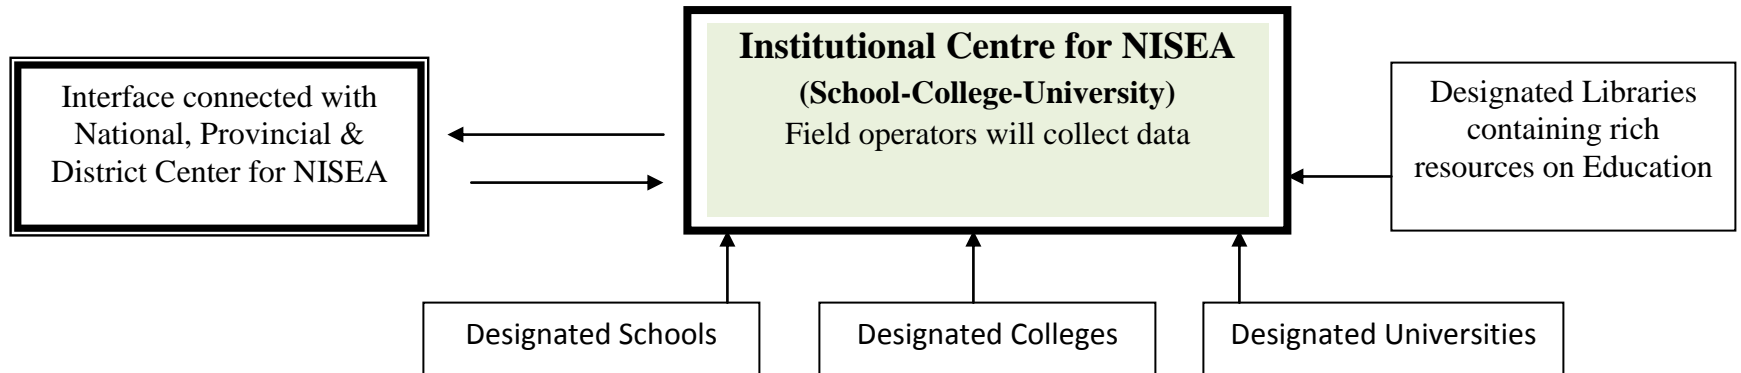 Institutional Centre for NISEA
(School-College-University)
Field operators will collect data
Interface connected with
National, Provincial &
District Center for NISEA
Designated Libraries
containing rich
resources on Education
Designated Schools
Designated Colleges
Designated Universities